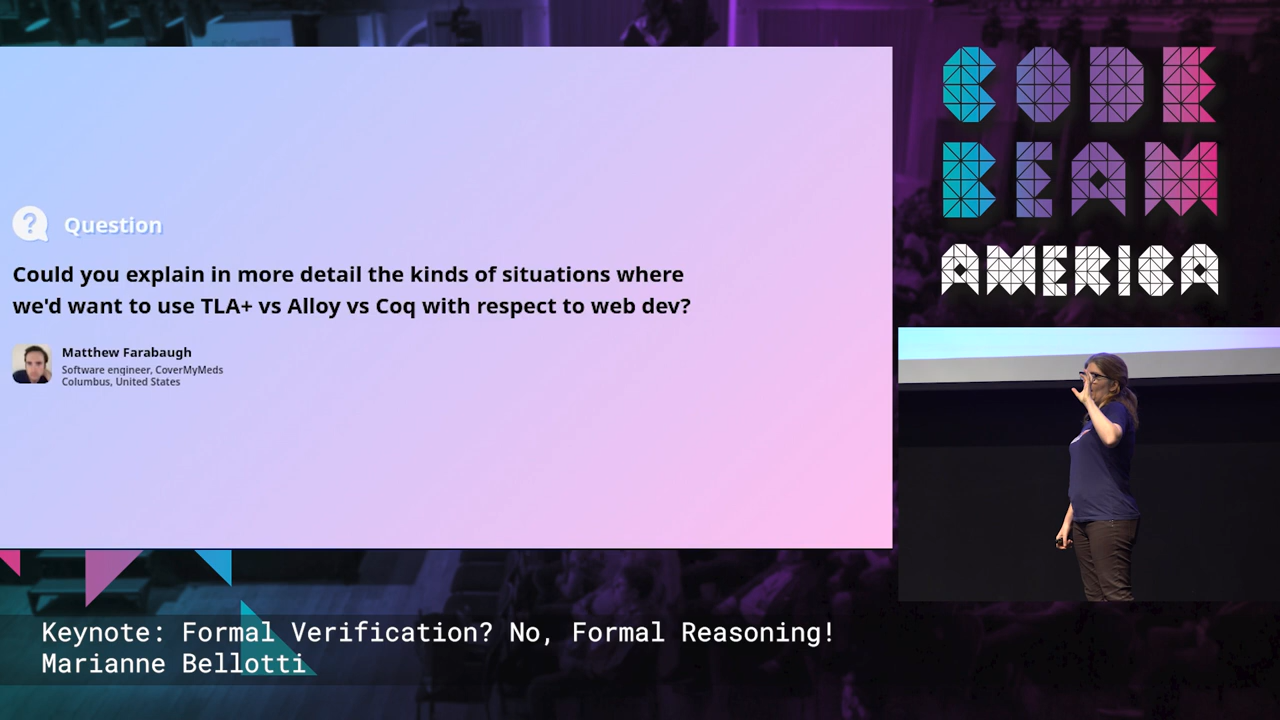 CODE
BEAM
AMERICA
Question
Could you explain in more detail the kinds of situations where
we'd want to use TLA+ vs Alloy vs Coq with respect to web dev?
Matthew Farabaugh
Software engineer, CoverMyMeds
Columbus, United States
Keynote: Formal Verification? No, Formal Reasoning!
Marianne Bellotti